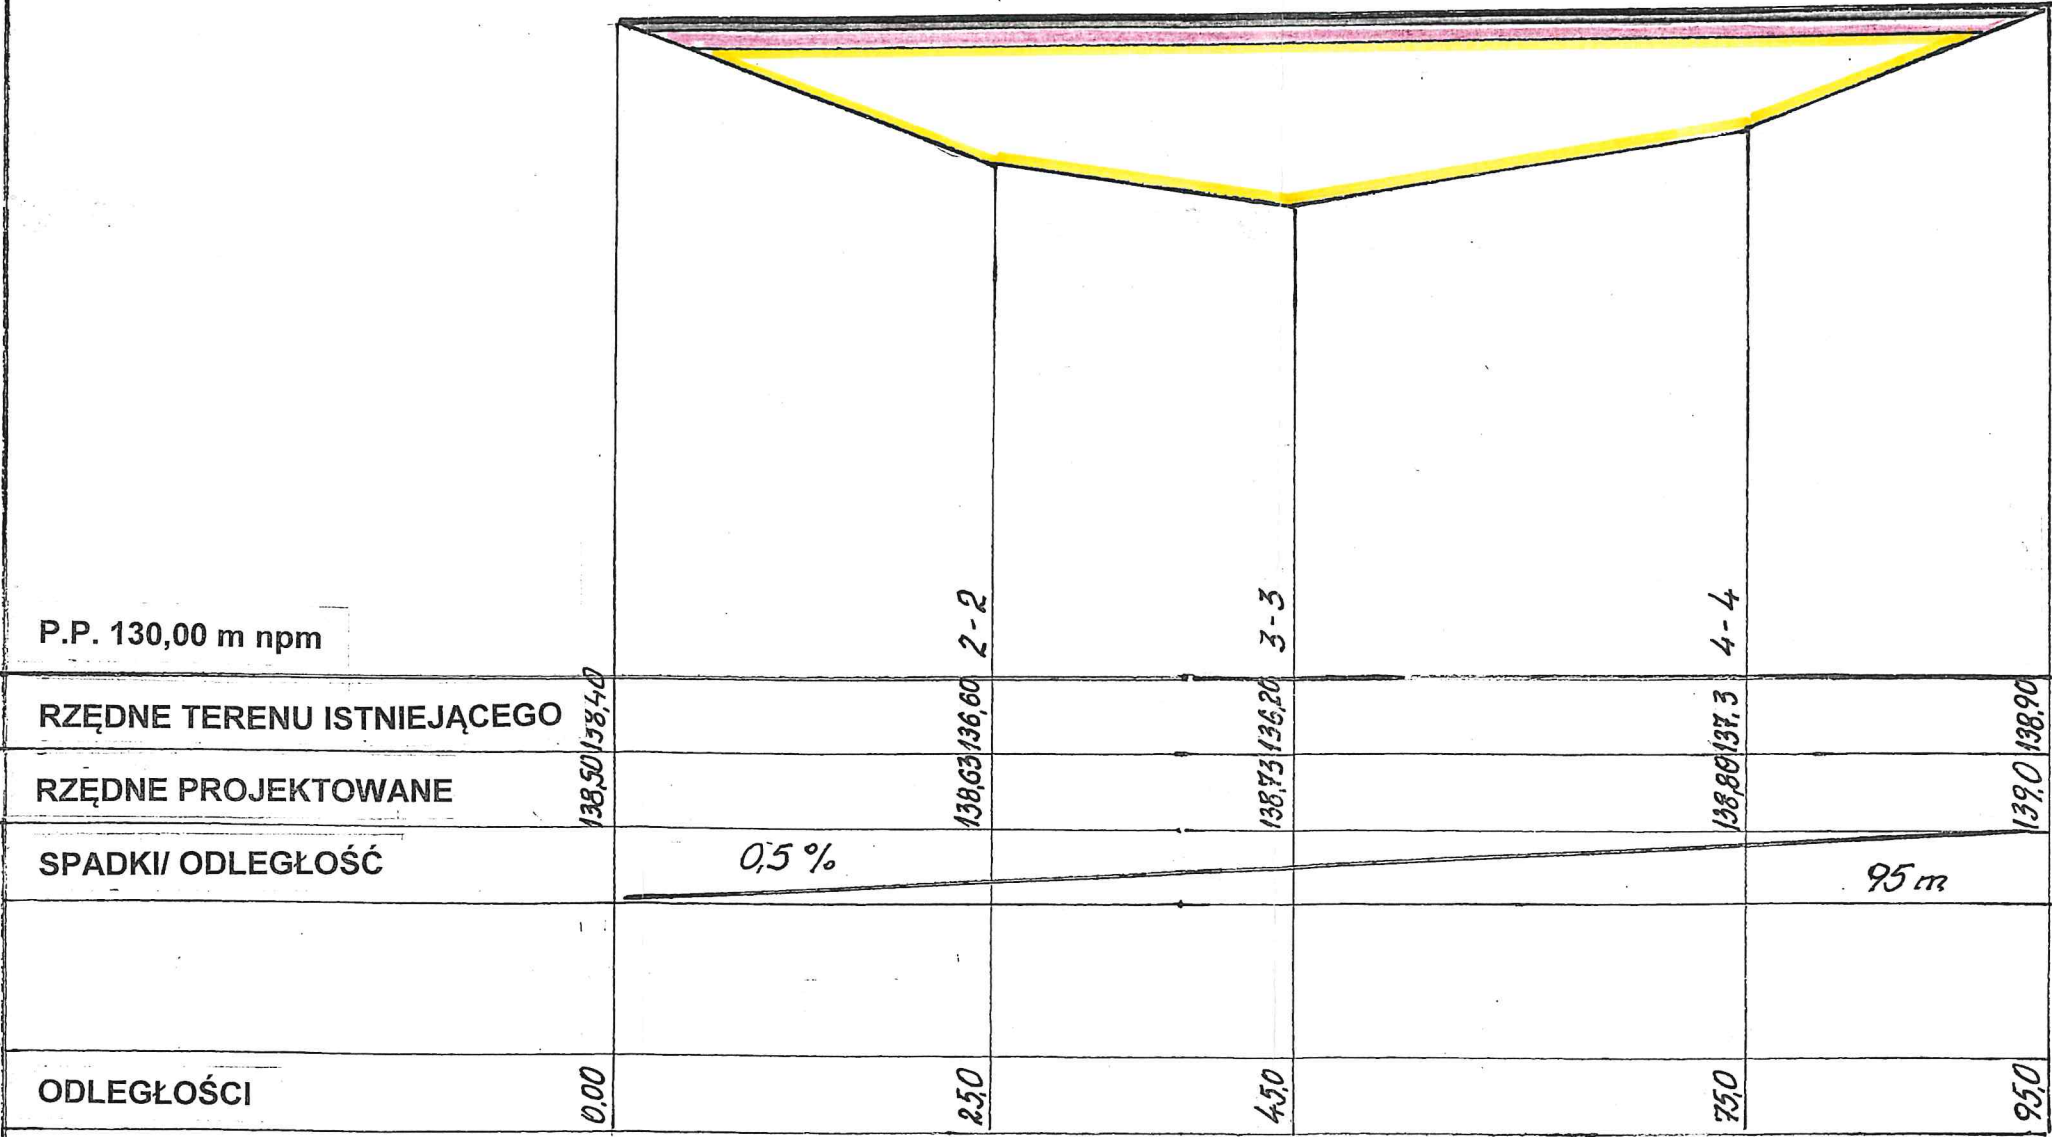 2-2
3-3
4-4
P.P. 130,00 m npm
RZĘDNE TERENU ISTNIEJĄCEGO 138,40 136,60 136,20 137,3 138,90
RZĘDNE PROJEKTOWANE 138,50 138,63 138,73 138,89 139,0
SPADKI/ ODLEGŁOŚĆ 0,5 % 95 m
ODLEGŁOŚCI 0,00 25,0 45,0 75,0 95,0